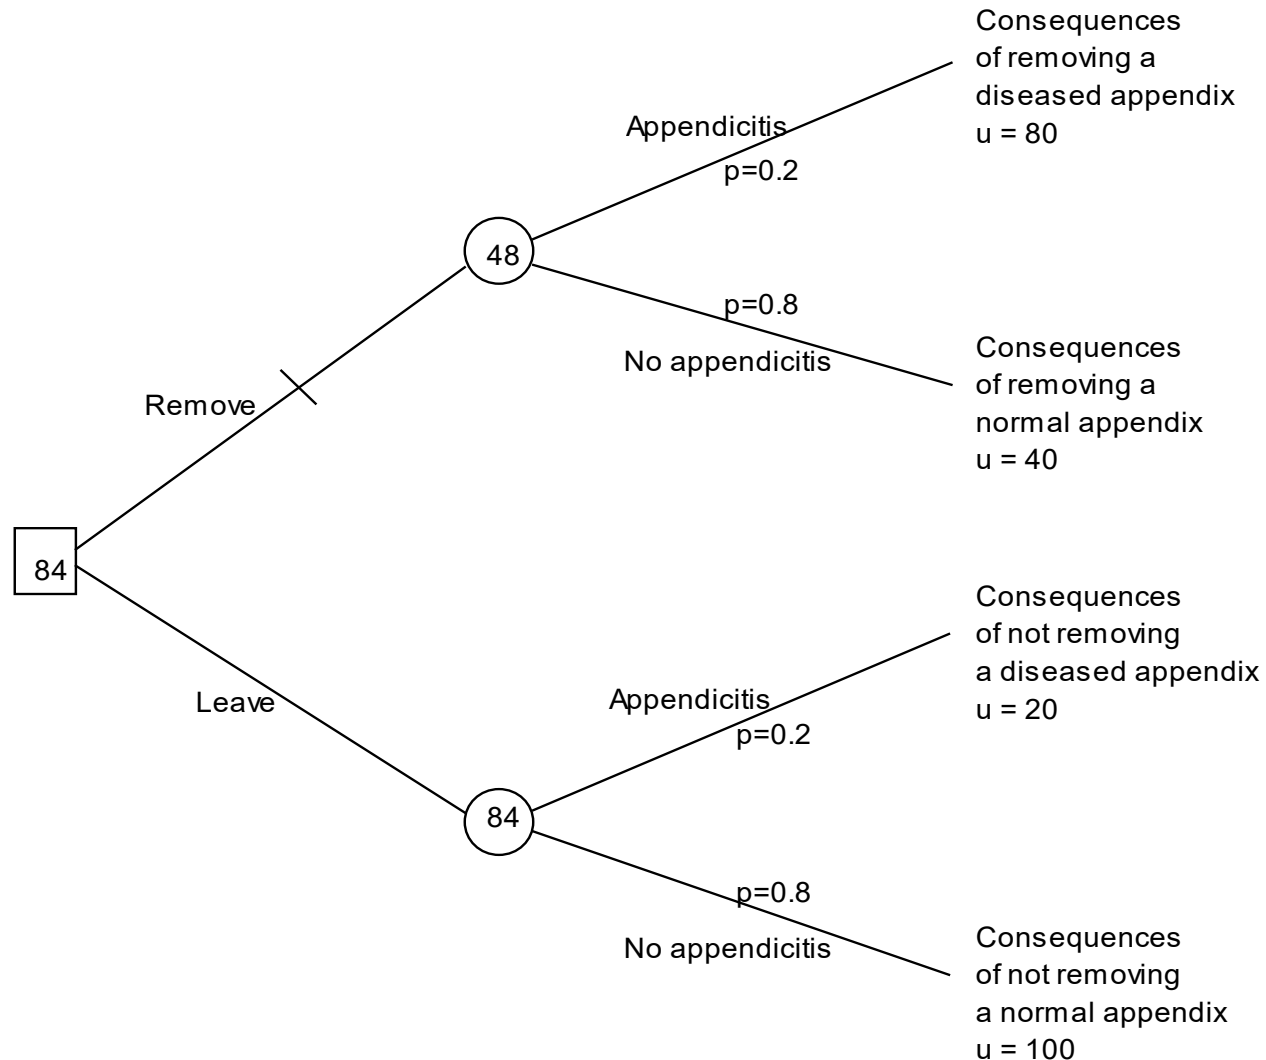 Consequences
of removing a
diseased appendix
u = 80
Appendicitis
p=0.2
48
p=0.8
No appendicitis
Consequences
of removing a
normal appendix
u = 40
Remove
84
Leave
Consequences
of not removing
a diseased appendix
u = 20
Appendicitis
p=0.2
84
p=0.8
No appendicitis
Consequences
of not removing
a normal appendix
u = 100